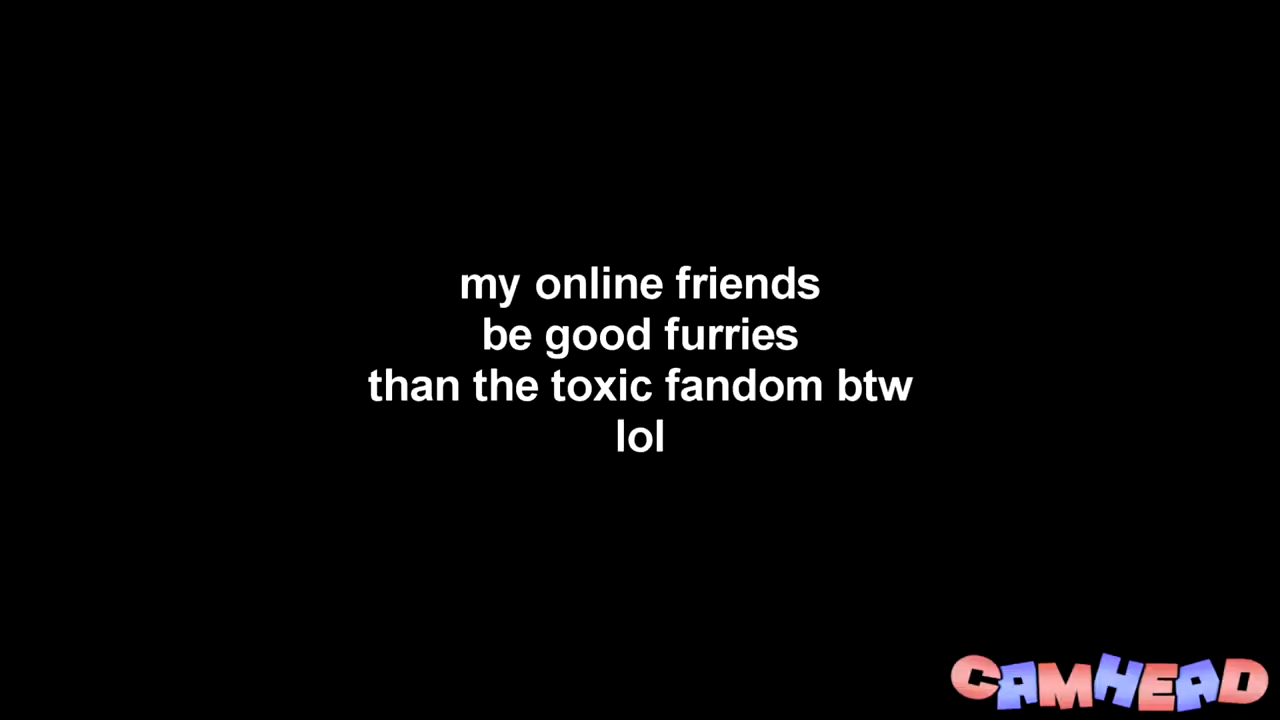 my online friends
be good furries
than the toxic fandom btw
lol
CAMHEAD